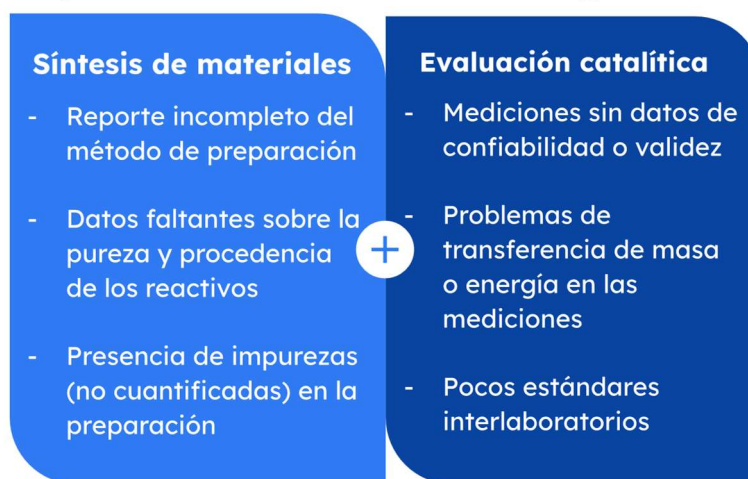 Síntesis de materiales
- Reporte incompleto del
método de preparación
- Datos faltantes sobre la
pureza y procedencia
de los reactivos
- Presencia de impurezas
(no cuantificadas) en la
preparación
+
Evaluación catalítica
- Mediciones sin datos de
confiabilidad o validez
- Problemas de
transferencia de masa
o energía en las
mediciones
- Pocos estándares
interlaboratorios